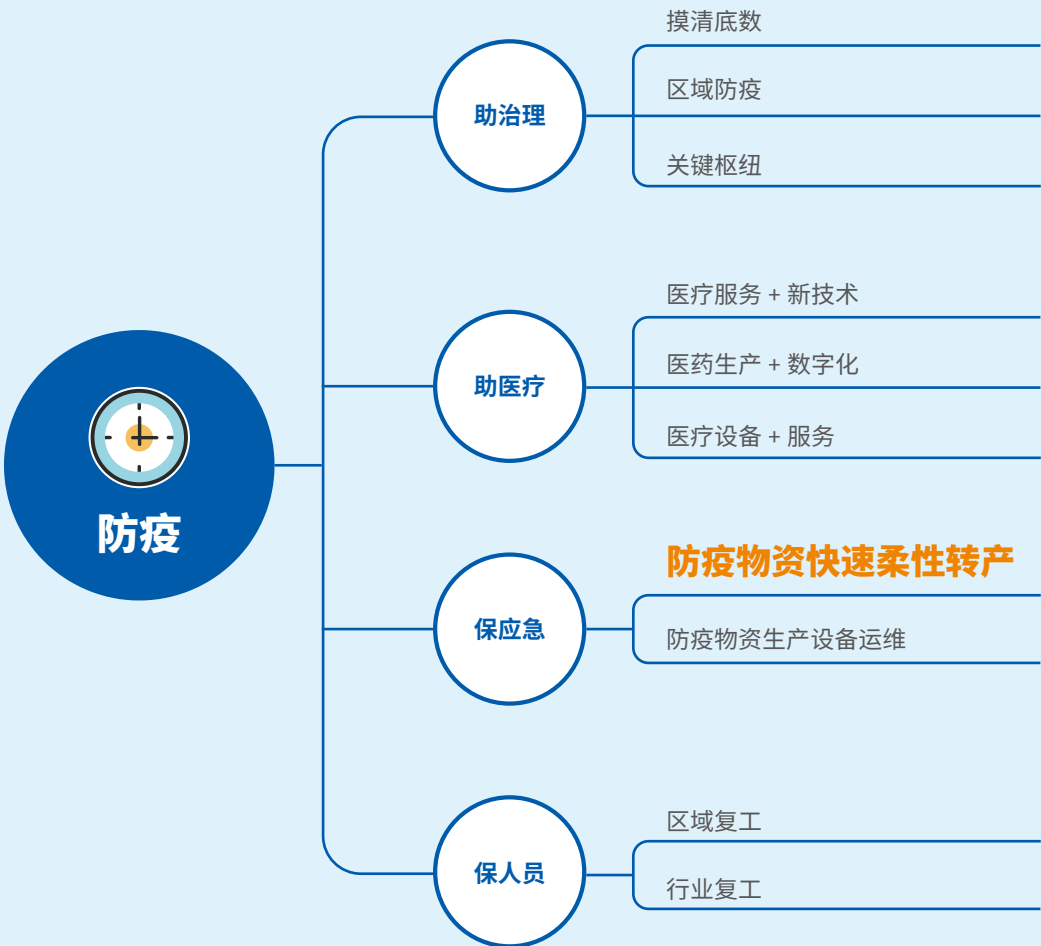 防疫
助治理
摸清底数
区域防疫
关键枢纽
助医疗
医疗服务 + 新技术
医药生产 + 数字化
医疗设备 + 服务
保应急
防疫物资快速柔性转产
防疫物资生产设备运维
保人员
区域复工
行业复工